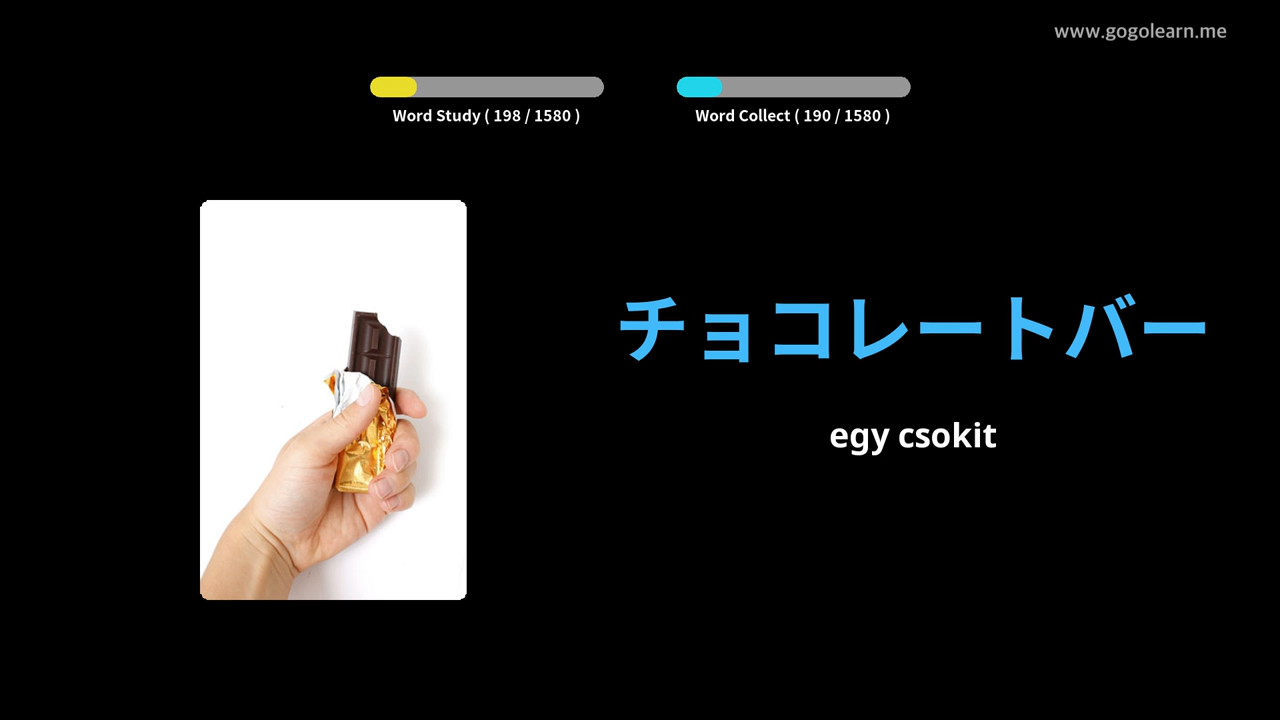 www.gogolearn.me
Word Study ( 198 / 1580 )
Word Collect ( 190 / 1580 )
チョコレートバー
egy csokit